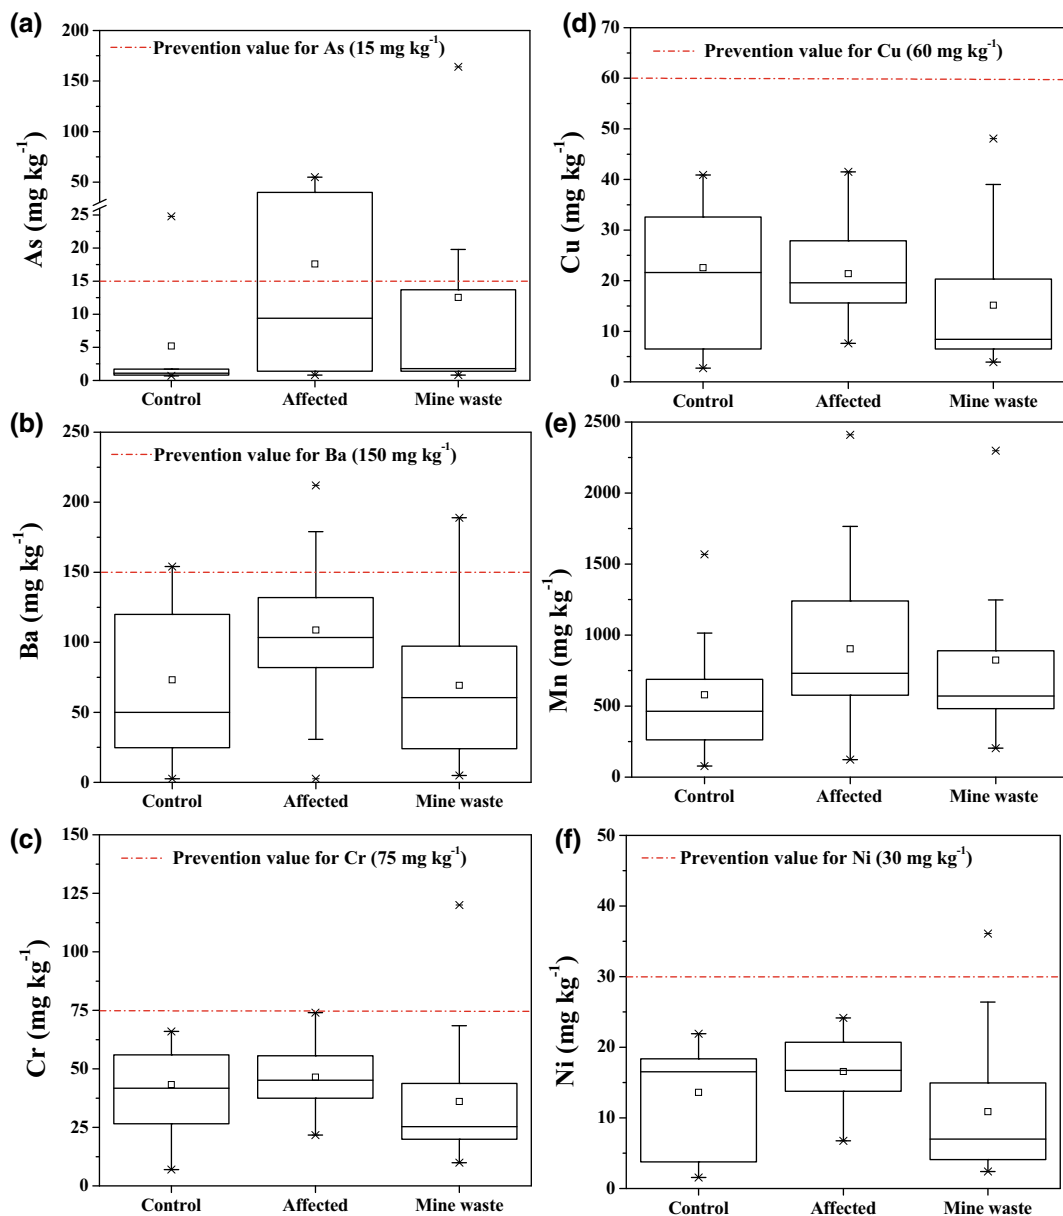 (a)
200
150
100
50
25
20
15
10
5
0
As (mg kg⁻¹)
Prevention value for As (15 mg kg⁻¹)
Control Affected Mine waste
(d)
70
60
50
40
30
20
10
0
Cu (mg kg⁻¹)
Prevention value for Cu (60 mg kg⁻¹)
Control Affected Mine waste
(b)
250
200
150
100
50
0
Ba (mg kg⁻¹)
Prevention value for Ba (150 mg kg⁻¹)
Control Affected Mine waste
(e)
2500
2000
1500
1000
500
0
Mn (mg kg⁻¹)
Control Affected Mine waste
(c)
150
125
100
75
50
25
0
Cr (mg kg⁻¹)
Prevention value for Cr (75 mg kg⁻¹)
Control Affected Mine waste
(f)
50
40
30
20
10
0
Ni (mg kg⁻¹)
Prevention value for Ni (30 mg kg⁻¹)
Control Affected Mine waste